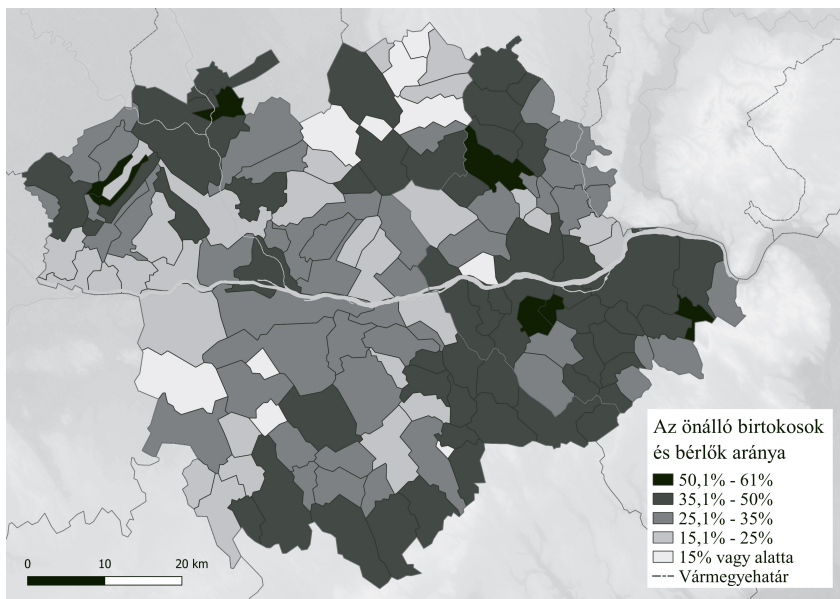 Az önálló birtokosok
és bérlők aránya
50,1% - 61%
35,1% - 50%
25,1% - 35%
15,1% - 25%
15% vagy alatta
Vármegyehatár
0 10 20 km